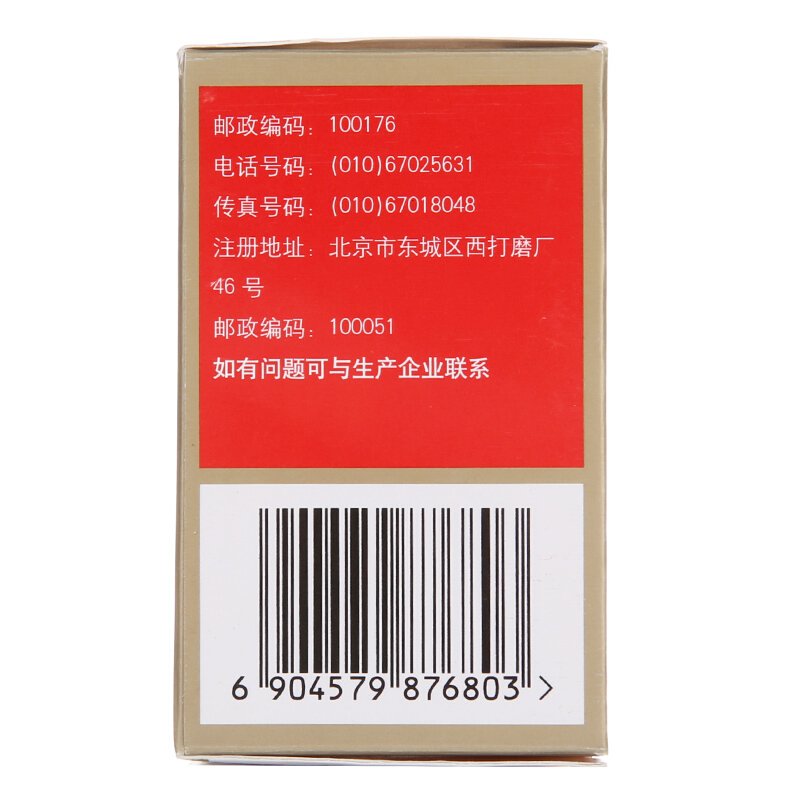 邮政编码：100176
电话号码：(010)67025631
传真号码：(010)67018048
注册地址：北京市东城区西打磨厂
46 号
邮政编码：100051
如有问题可与生产企业联系
6 904579 876803 >